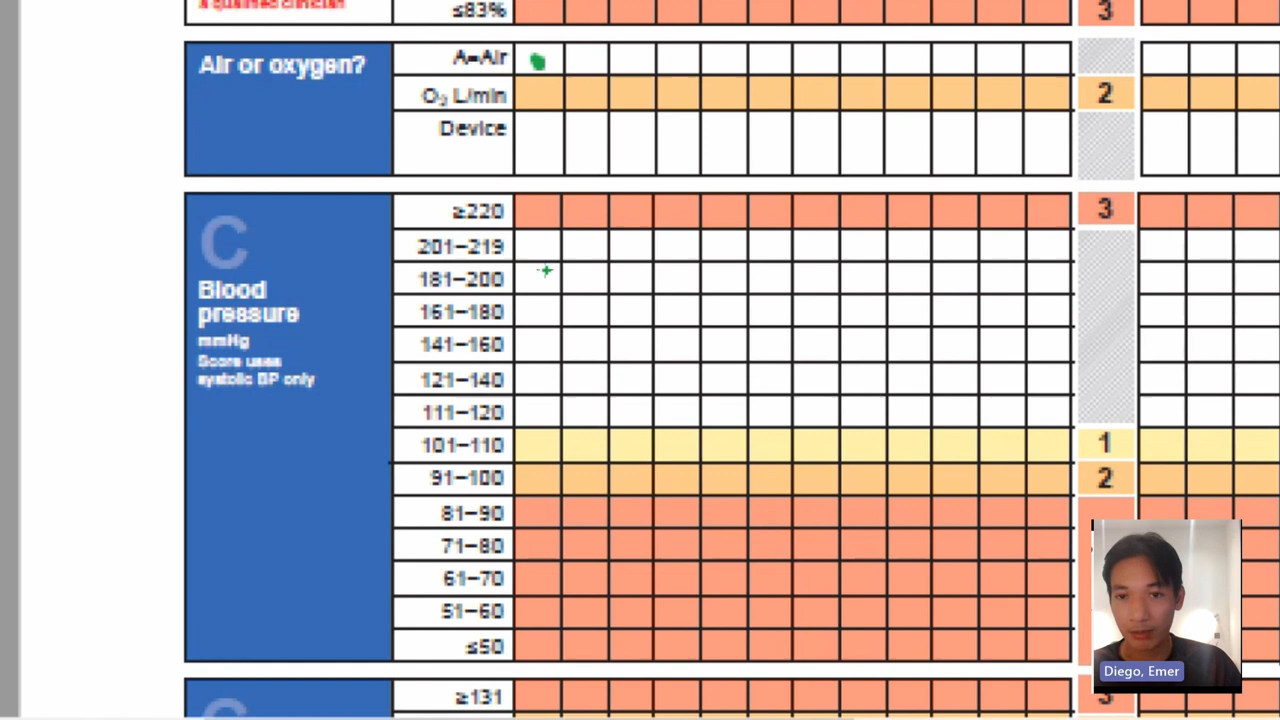 A qualified clinician
≤83%
3
Air or oxygen?
A=Air
O₂ L/min
2
Device
C
Blood
pressure
mmHg
Score uses
systolic BP only
≥220
3
201–219
181–200
161–180
141–160
121–140
111–120
101–110
1
91–100
2
81–90
71–80
61–70
51–60
≤50
Diego, Emer
C
≥131
3